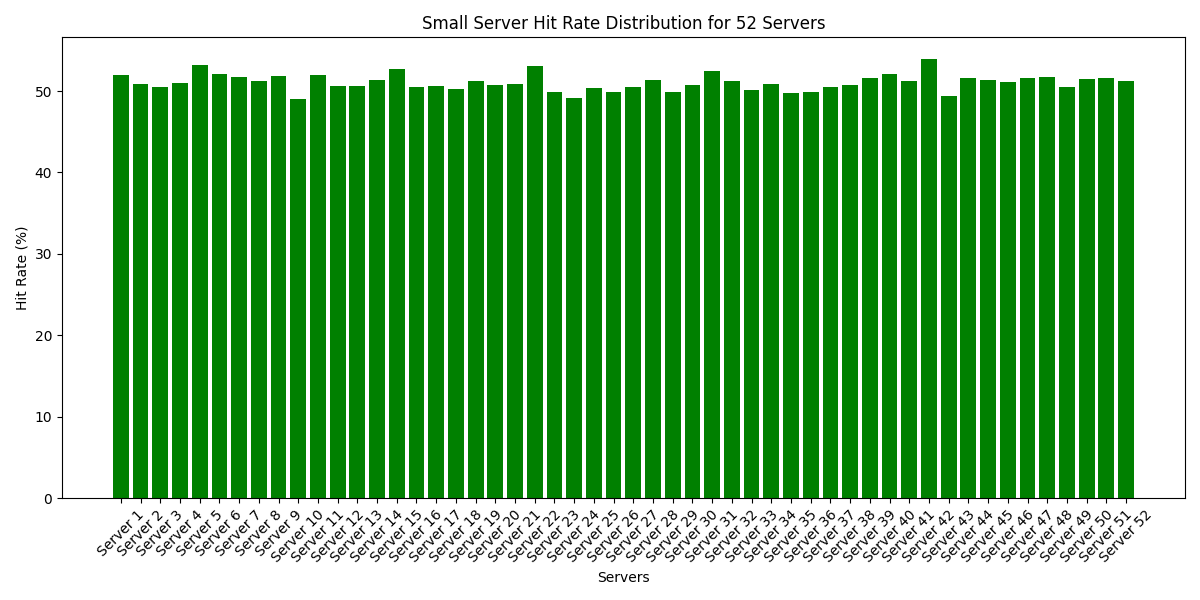 Small Server Hit Rate Distribution for 52 Servers
Hit Rate (%)
50
40
30
20
10
0
Server 1
Server 2
Server 3
Server 4
Server 5
Server 6
Server 7
Server 8
Server 9
Server 10
Server 11
Server 12
Server 13
Server 14
Server 15
Server 16
Server 17
Server 18
Server 19
Server 20
Server 21
Server 22
Server 23
Server 24
Server 25
Server 26
Server 27
Server 28
Server 29
Server 30
Server 31
Server 32
Server 33
Server 34
Server 35
Server 36
Server 37
Server 38
Server 39
Server 40
Server 41
Server 42
Server 43
Server 44
Server 45
Server 46
Server 47
Server 48
Server 49
Server 50
Server 51
Server 52
Servers